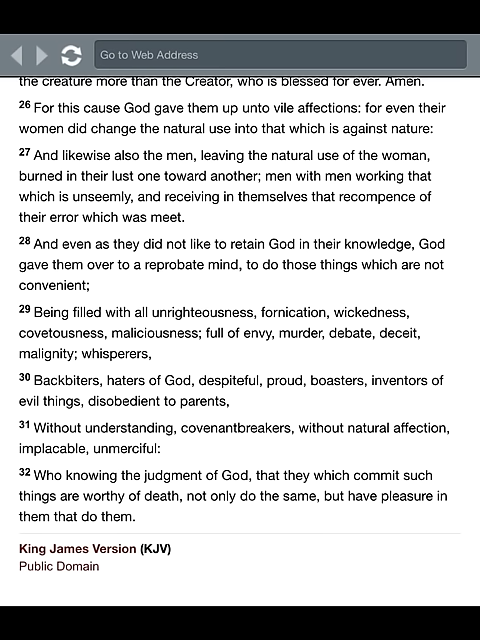 Go to Web Address
the creature more than the Creator, who is blessed for ever. Amen.
26 For this cause God gave them up unto vile affections: for even their
women did change the natural use into that which is against nature:
27 And likewise also the men, leaving the natural use of the woman,
burned in their lust one toward another; men with men working that
which is unseemly, and receiving in themselves that recompence of
their error which was meet.
28 And even as they did not like to retain God in their knowledge, God
gave them over to a reprobate mind, to do those things which are not
convenient;
29 Being filled with all unrighteousness, fornication, wickedness,
covetousness, maliciousness; full of envy, murder, debate, deceit,
malignity; whisperers,
30 Backbiters, haters of God, despiteful, proud, boasters, inventors of
evil things, disobedient to parents,
31 Without understanding, covenantbreakers, without natural affection,
implacable, unmerciful:
32 Who knowing the judgment of God, that they which commit such
things are worthy of death, not only do the same, but have pleasure in
them that do them.
King James Version (KJV)
Public Domain